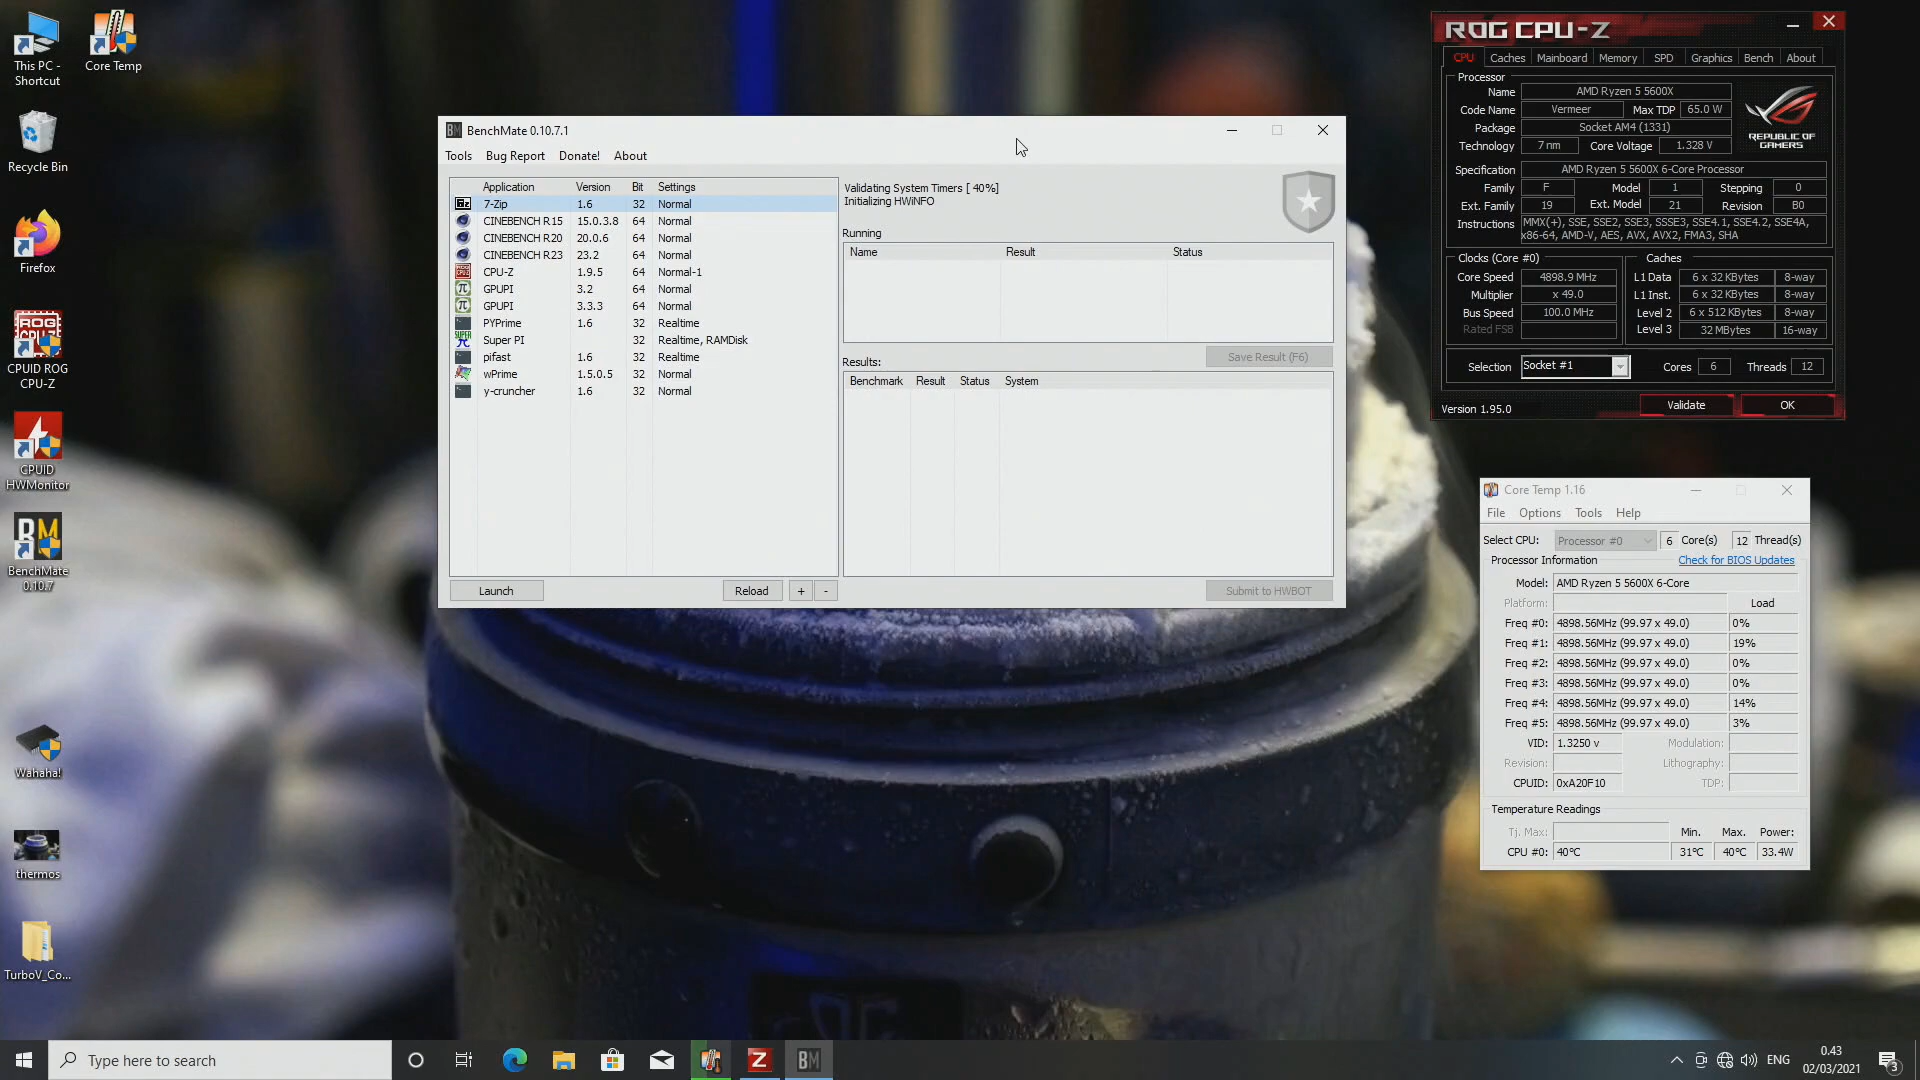 This PC -
Shortcut
Core Temp
Recycle Bin
Firefox
CPUID ROG
CPU-Z
CPUID
HWMonitor
BenchMate
0.10.7
Wahaha!
thermos
TurboV_Co...
BM BenchMate 0.10.7.1
Tools Bug Report Donate! About
Application Version Bit Settings
7-Zip 1.6 32 Normal
CINEBENCH R15 15.0.3.8 64 Normal
CINEBENCH R20 20.0.6 64 Normal
CINEBENCH R23 23.2 64 Normal
CPU-Z 1.9.5 64 Normal-1
GPUPI 3.2 64 Normal
GPUPI 3.3.3 64 Normal
PYPrime 1.6 32 Realtime
Super PI 32 Realtime, RAMDisk
pifast 1.6 32 Realtime
wPrime 1.5.0.5 32 Normal
y-cruncher 1.6 32 Normal
Launch Reload + -
Validating System Timers [ 40%]
Initializing HWiNFO
Running
Name Result Status
Save Result (F6)
Results:
Benchmark Result Status System
Submit to HWBOT
ROG CPU-Z
CPU Caches Mainboard Memory SPD Graphics Bench About
Processor
Name AMD Ryzen 5 5600X
Code Name Vermeer Max TDP 65.0 W
Package Socket AM4 (1331)
Technology 7 nm Core Voltage 1.328 V
REPUBLIC OF
GAMERS
Specification AMD Ryzen 5 5600X 6-Core Processor
Family F Model 1 Stepping 0
Ext. Family 19 Ext. Model 21 Revision B0
Instructions MMX(+), SSE, SSE2, SSE3, SSSE3, SSE4.1, SSE4.2, SSE4A,
x86-64, AMD-V, AES, AVX, AVX2, FMA3, SHA
Clocks (Core #0) Caches
Core Speed 4898.9 MHz L1 Data 6 x 32 KBytes 8-way
Multiplier x 49.0 L1 Inst. 6 x 32 KBytes 8-way
Bus Speed 100.0 MHz Level 2 6 x 512 KBytes 8-way
Rated FSB Level 3 32 MBytes 16-way
Selection Socket #1 Cores 6 Threads 12
Version 1.95.0 Validate OK
Core Temp 1.16
File Options Tools Help
Select CPU: Processor #0 6 Core(s) 12 Thread(s)
Processor Information Check for BIOS Updates
Model: AMD Ryzen 5 5600X 6-Core
Platform: Load
Freq #0: 4898.56MHz (99.97 x 49.0) 0%
Freq #1: 4898.56MHz (99.97 x 49.0) 19%
Freq #2: 4898.56MHz (99.97 x 49.0) 0%
Freq #3: 4898.56MHz (99.97 x 49.0) 0%
Freq #4: 4898.56MHz (99.97 x 49.0) 14%
Freq #5: 4898.56MHz (99.97 x 49.0) 3%
VID: 1.3250 v Modulation:
Revision: Lithography:
CPUID: 0xA20F10 TDP:
Temperature Readings
Tj. Max: Min. Max. Power:
CPU #0: 40°C 31°C 40°C 33.4W
Type here to search
Z BM
ENG
0.43
02/03/2021
3